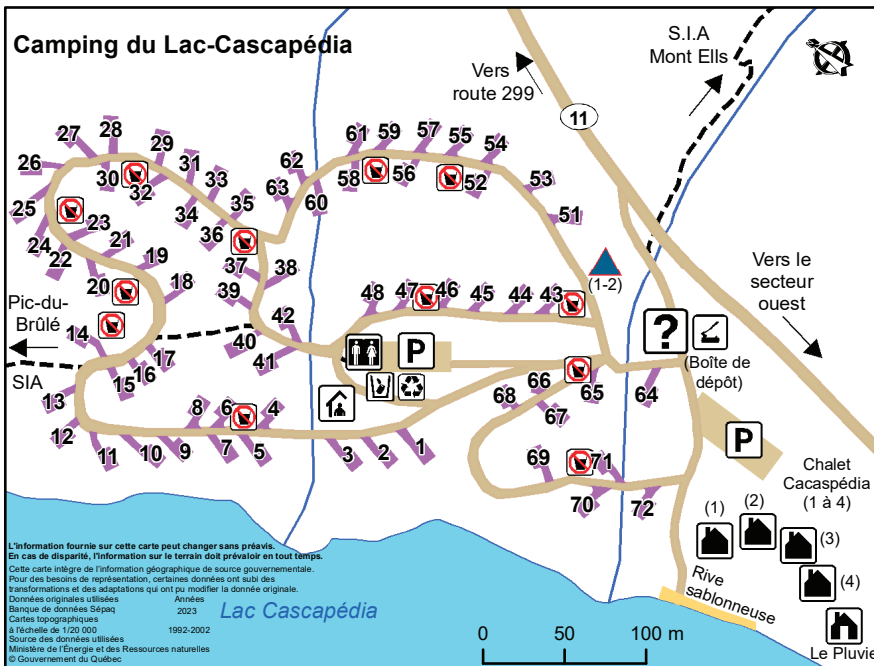 Camping du Lac-Cascapédia
S.I.A
Mont Ells
Vers
route 299
11
27
28
29
26
30
32
31
33
25
34
35
24
23
36
22
21
19
20
18
37
38
39
62
63
61
59
57
55
54
58
56
52
60
53
51
(1-2)
Vers le
secteur
ouest
Pic-du-
Brûlé
SIA
14
17
16
15
42
40
41
48
47
46
45
44
43
P
?
(Boîte de
dépôt)
13
12
11
10
9
8
7
6
5
4
3
2
1
66
65
64
68
67
69
71
70
72
P
Chalet
Cacaspédia
(1 à 4)
(1)
(2)
(3)
(4)
Rive
sablonneuse
Le Pluvie
L'information fournie sur cette carte peut changer sans préavis.
En cas de disparité, l'information sur le terrain doit prévaloir en tout temps.
Cette carte intègre de l'information géographique de source gouvernementale.
Pour des besoins de représentation, certaines données ont subi des
transformations et des adaptations qui ont pu modifier la donnée originale.
Données originales utilisées Années
Banque de données Sépaq 2023
Cartes topographiques
à l'échelle de 1/20 000 1992-2002
Source des données utilisées
Ministère de l'Énergie et des Ressources naturelles
© Gouvernement du Québec
Lac Cascapédia
0 50 100 m